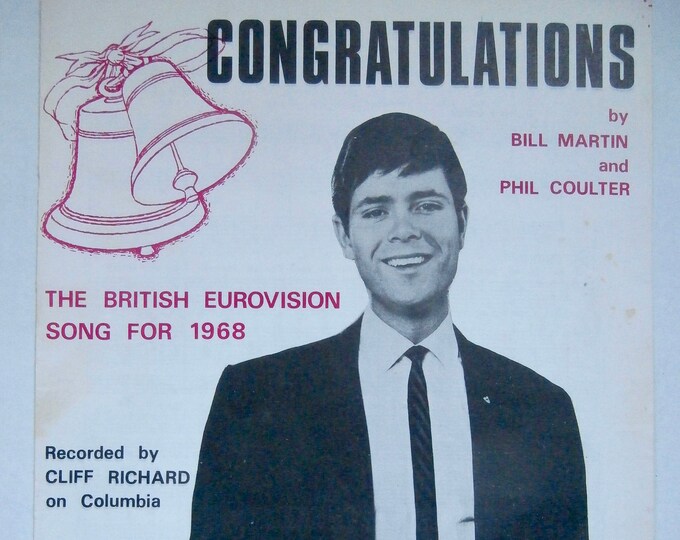 CONGRATULATIONS
by
BILL MARTIN
and
PHIL COULTER
THE BRITISH EUROVISION
SONG FOR 1968
Recorded by
CLIFF RICHARD
on Columbia